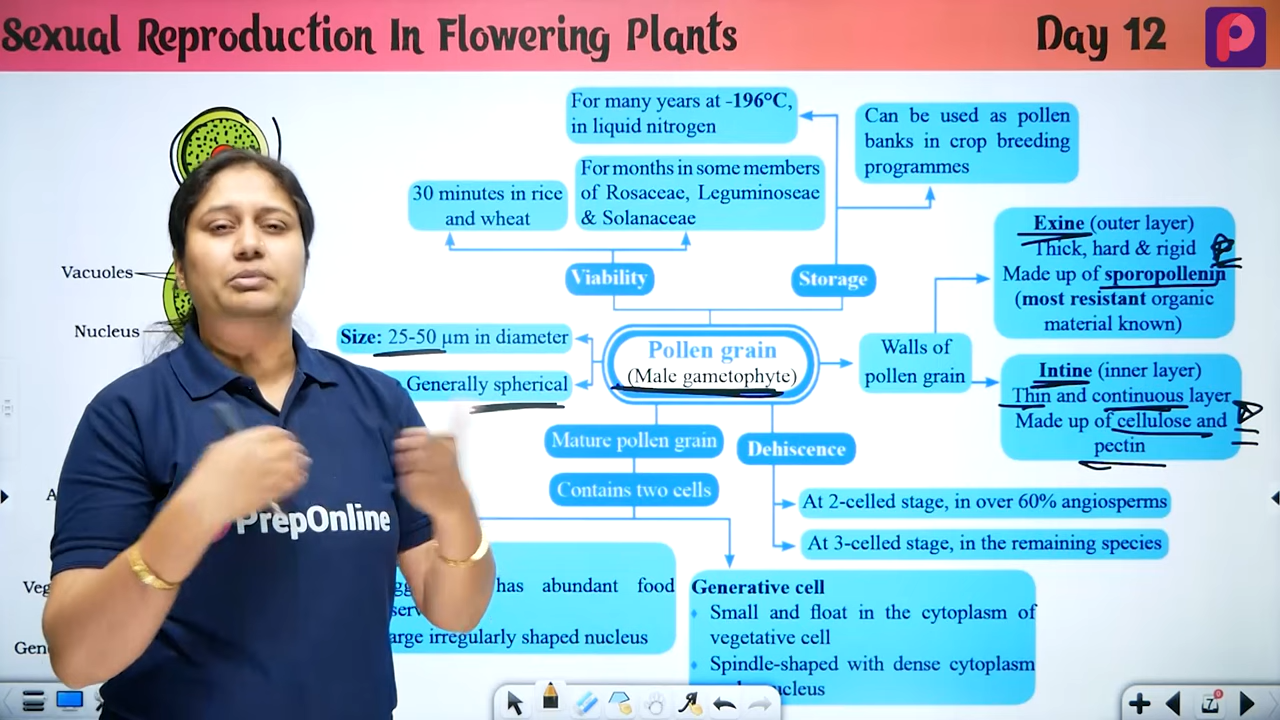 Sexual Reproduction In Flowering Plants
Day 12
For many years at -196°C,
in liquid nitrogen
Can be used as pollen
banks in crop breeding
programmes
30 minutes in rice
and wheat
For months in some members
of Rosaceae, Leguminoseae
& Solanaceae
Exine (outer layer)
Thick, hard & rigid
Made up of sporopollenin
(most resistant organic
material known)
Vacuoles
Nucleus
Viability
Storage
Size: 25-50 µm in diameter
Generally spherical
Pollen grain
(Male gametophyte)
Walls of
pollen grain
Intine (inner layer)
Thin and continuous layer
Made up of cellulose and
pectin
Mature pollen grain
Contains two cells
Dehiscence
At 2-celled stage, in over 60% angiosperms
At 3-celled stage, in the remaining species
PrepOnline
has abundant food
irregularly shaped nucleus
Generative cell
Small and float in the cytoplasm of
vegetative cell
Spindle-shaped with dense cytoplasm